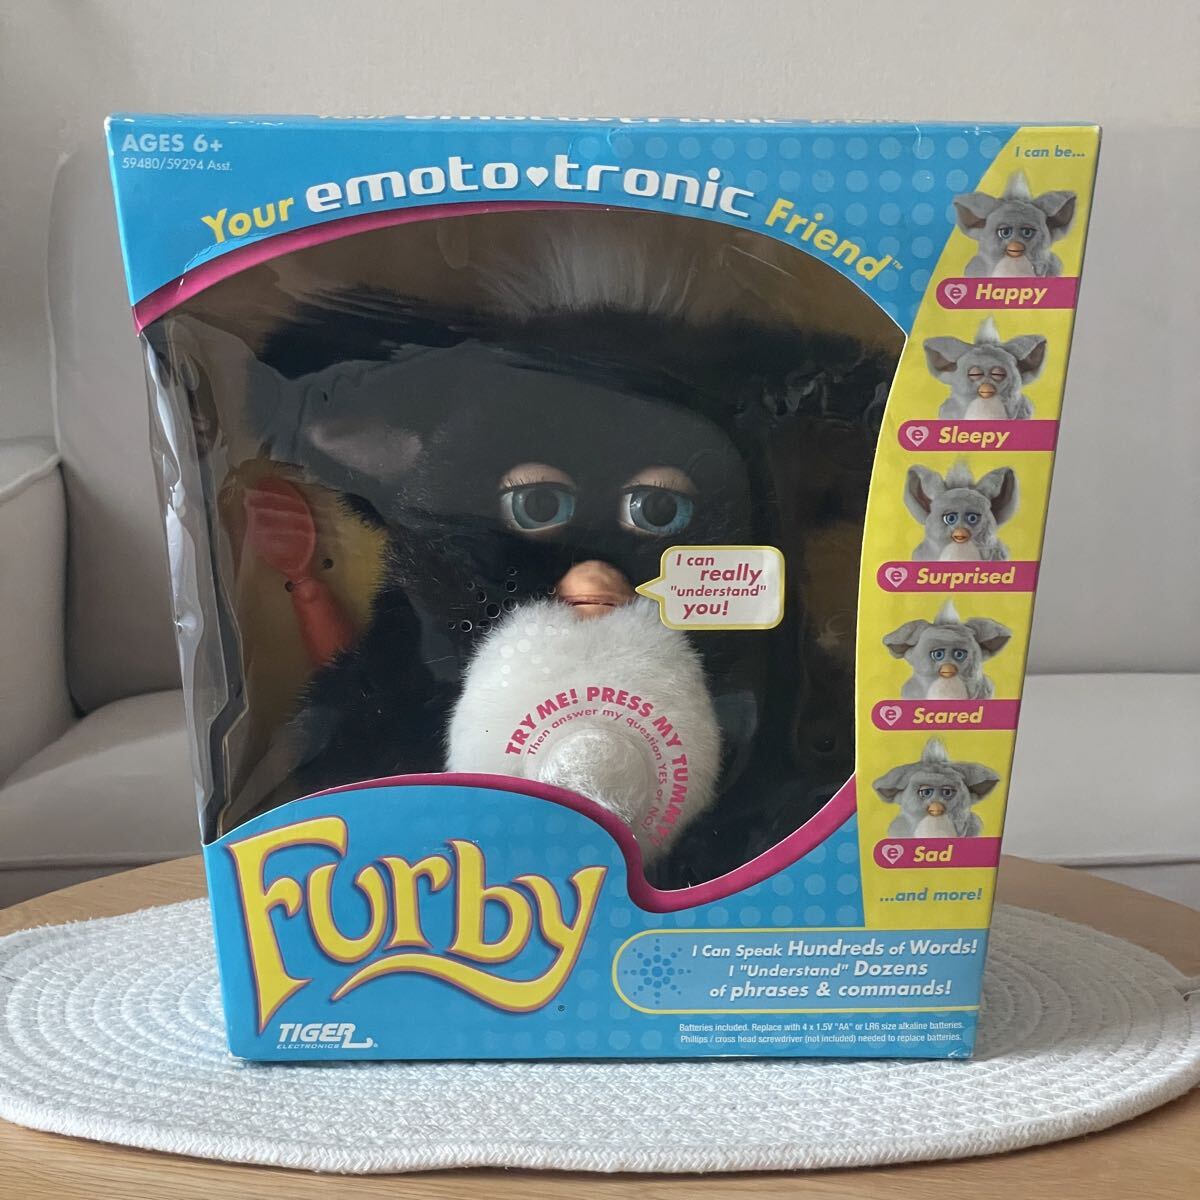 AGES 6+
59480/59294 Asst.
Your emoto tronic Friend™
I can be...
e Happy
e Sleepy
e Surprised
e Scared
e Sad
...and more!
I can
really
"understand"
you!
TRY ME! PRESS MY TUMMY
Then answer my question YES or NO!
Furby®
TIGER
ELECTRONICS
I Can Speak Hundreds of Words!
I "Understand" Dozens
of phrases & commands!
Batteries included. Replace with 4 x 1.5V "AA" or LR6 size alkaline batteries.
Phillips / cross head screwdriver (not included) needed to replace batteries.